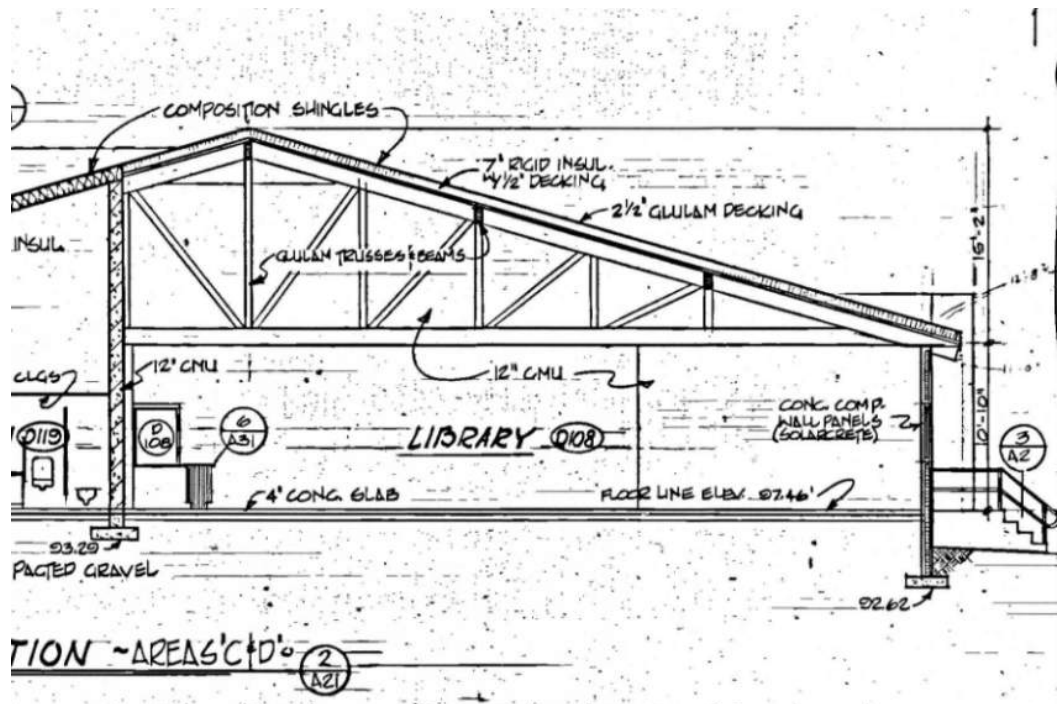 COMPOSITION SHINGLES
7" RIGID INSUL.
W/ 1/2" DECKING
2 1/2" GLULAM DECKING
INSUL
GLULAM TRUSSES & BEAMS
16'-2"
12" CMU
12" CMU
CLGS
D119
D
108
6
A31
LIBRARY D108
CONC. COMP.
WALL PANELS
(SOLARCRETE)
10'-10"
3
A2
4" CONC. SLAB
FLOOR LINE ELEV. 97.46'
93.29
PACTED GRAVEL
92.62
TION ~AREAS 'C & D'
2
A21